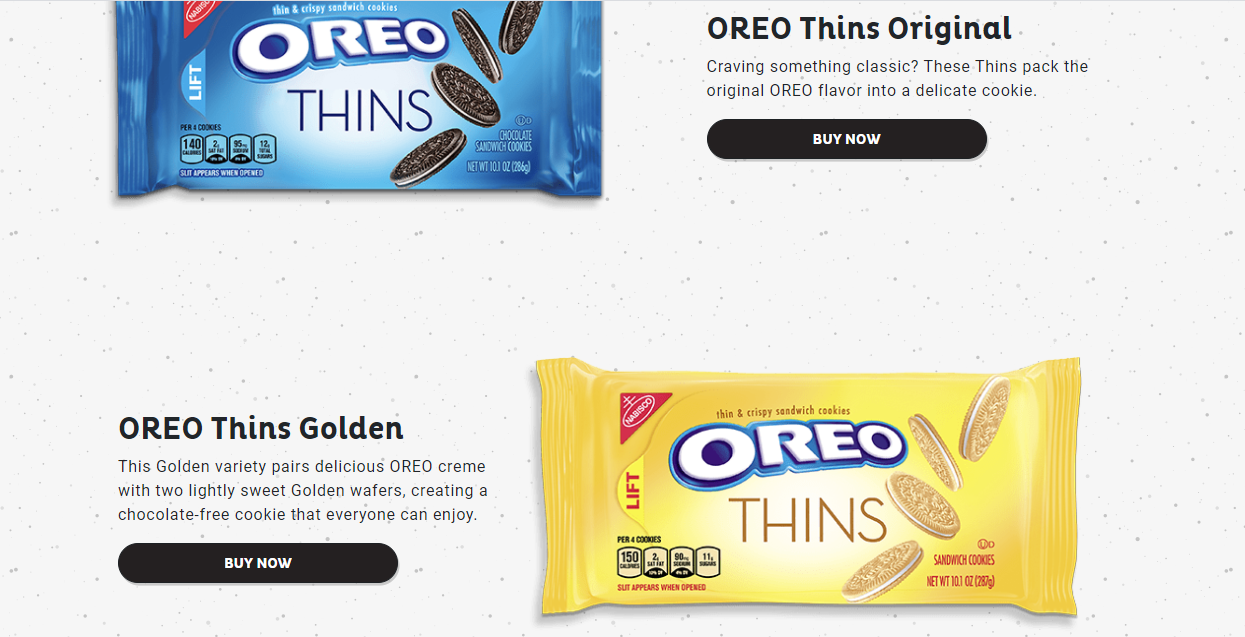 NABISCO
thin & crispy sandwich cookies
OREO
THINS
LIFT
PER 4 COOKIES
140 CALORIES
2g SAT FAT
95mg SODIUM
12g TOTAL SUGARS
SLIT APPEARS WHEN OPENED
CHOCOLATE
SANDWICH COOKIES
NET WT 10.1 OZ (286g)
OREO Thins Original
Craving something classic? These Thins pack the
original OREO flavor into a delicate cookie.
BUY NOW
OREO Thins Golden
This Golden variety pairs delicious OREO creme
with two lightly sweet Golden wafers, creating a
chocolate-free cookie that everyone can enjoy.
BUY NOW
NABISCO
thin & crispy sandwich cookies
OREO
THINS
LIFT
PER 4 COOKIES
150 CALORIES
2g SAT FAT
90mg SODIUM
11g SUGARS
SLIT APPEARS WHEN OPENED
SANDWICH COOKIES
NET WT 10.1 OZ (287g)